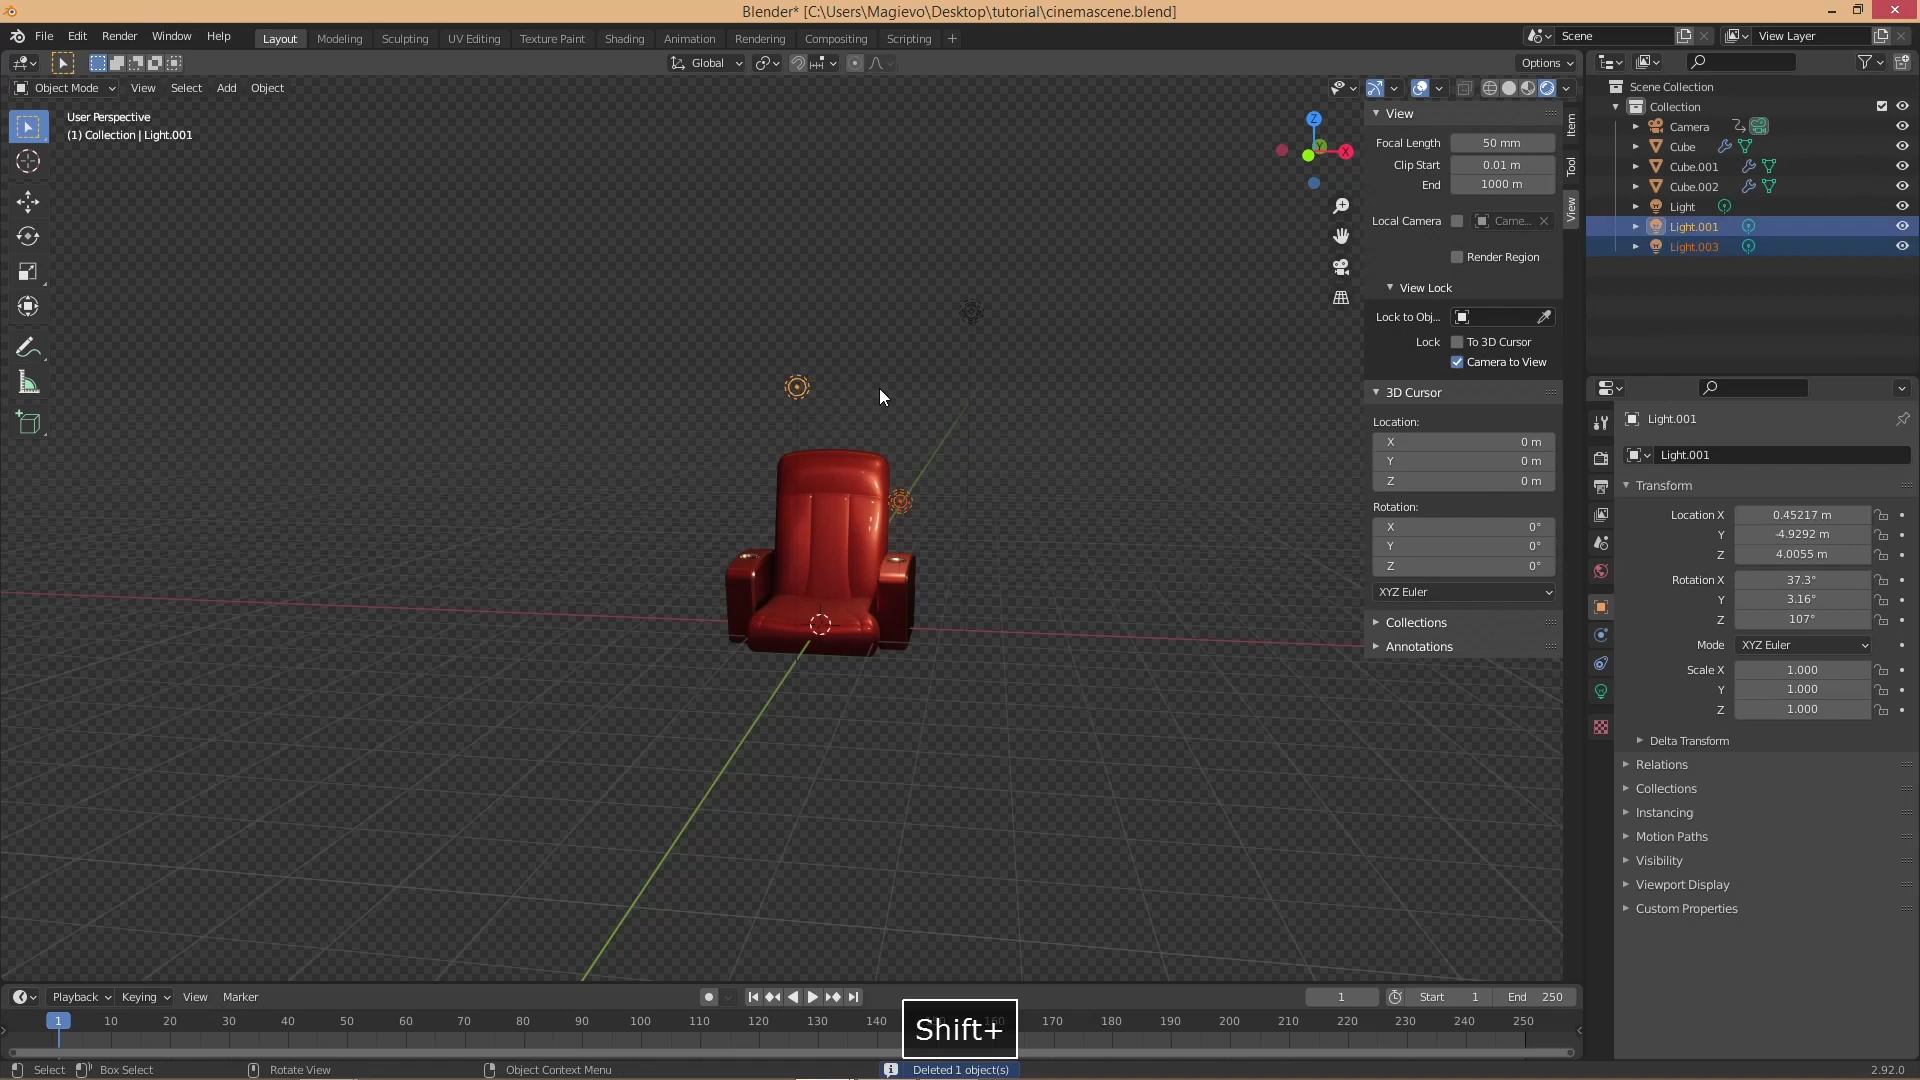 Blender* [C:\Users\Magievo\Desktop\tutorial\cinemascene.blend]
File Edit Render Window Help Layout Modeling Sculpting UV Editing Texture Paint Shading Animation Rendering Compositing Scripting + Scene View Layer
Global Options
Object Mode View Select Add Object
User Perspective
(1) Collection | Light.001
Z
Y
X
View
Focal Length 50 mm
Clip Start 0.01 m
End 1000 m
Local Camera Came...
Render Region
View Lock
Lock to Obj...
Lock To 3D Cursor
Camera to View
3D Cursor
Location:
X 0 m
Y 0 m
Z 0 m
Rotation:
X 0°
Y 0°
Z 0°
XYZ Euler
Collections
Annotations
Item
Tool
View
Scene Collection
Collection
Camera
Cube
Cube.001
Cube.002
Light
Light.001
Light.003
Light.001
Light.001
Transform
Location X 0.45217 m
Y -4.9292 m
Z 4.0055 m
Rotation X 37.3°
Y 3.16°
Z 107°
Mode XYZ Euler
Scale X 1.000
Y 1.000
Z 1.000
Delta Transform
Relations
Collections
Instancing
Motion Paths
Visibility
Viewport Display
Custom Properties
Playback Keying View Marker 1 Start 1 End 250
1 10 20 30 40 50 60 70 80 90 100 110 120 130 140 160 170 180 190 200 210 220 230 240 250
Shift+
Select Box Select Rotate View Object Context Menu Deleted 1 object(s) 2.92.0